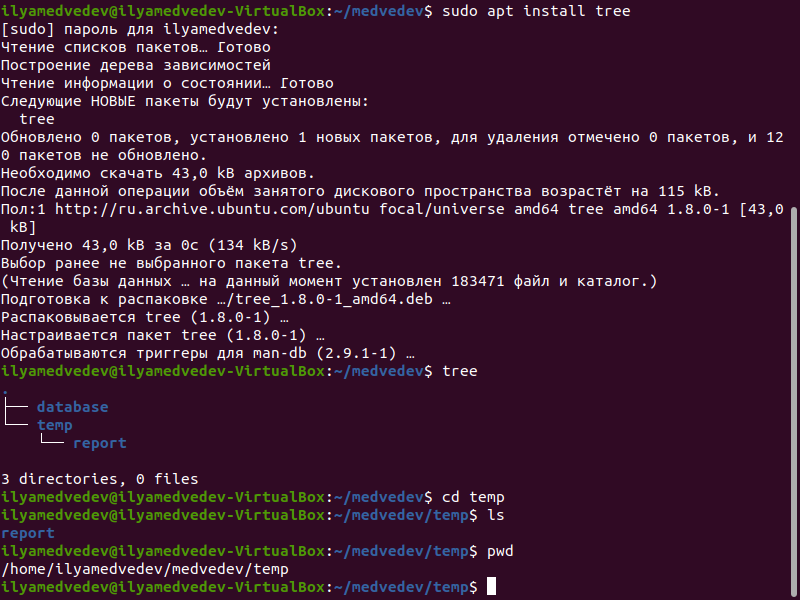 ilyamedvedev@ilyamedvedev-VirtualBox:~/medvedev$ sudo apt install tree
[sudo] пароль для ilyamedvedev:
Чтение списков пакетов… Готово
Построение дерева зависимостей
Чтение информации о состоянии… Готово
Следующие НОВЫЕ пакеты будут установлены:
  tree
Обновлено 0 пакетов, установлено 1 новых пакетов, для удаления отмечено 0 пакетов, и 12
0 пакетов не обновлено.
Необходимо скачать 43,0 kB архивов.
После данной операции объём занятого дискового пространства возрастёт на 115 kB.
Пол:1 http://ru.archive.ubuntu.com/ubuntu focal/universe amd64 tree amd64 1.8.0-1 [43,0
 kB]
Получено 43,0 kB за 0с (134 kB/s)
Выбор ранее не выбранного пакета tree.
(Чтение базы данных … на данный момент установлен 183471 файл и каталог.)
Подготовка к распаковке …/tree_1.8.0-1_amd64.deb …
Распаковывается tree (1.8.0-1) …
Настраивается пакет tree (1.8.0-1) …
Обрабатываются триггеры для man-db (2.9.1-1) …
ilyamedvedev@ilyamedvedev-VirtualBox:~/medvedev$ tree
.
├── database
└── temp
    └── report

3 directories, 0 files
ilyamedvedev@ilyamedvedev-VirtualBox:~/medvedev$ cd temp
ilyamedvedev@ilyamedvedev-VirtualBox:~/medvedev/temp$ ls
report
ilyamedvedev@ilyamedvedev-VirtualBox:~/medvedev/temp$ pwd
/home/ilyamedvedev/medvedev/temp
ilyamedvedev@ilyamedvedev-VirtualBox:~/medvedev/temp$